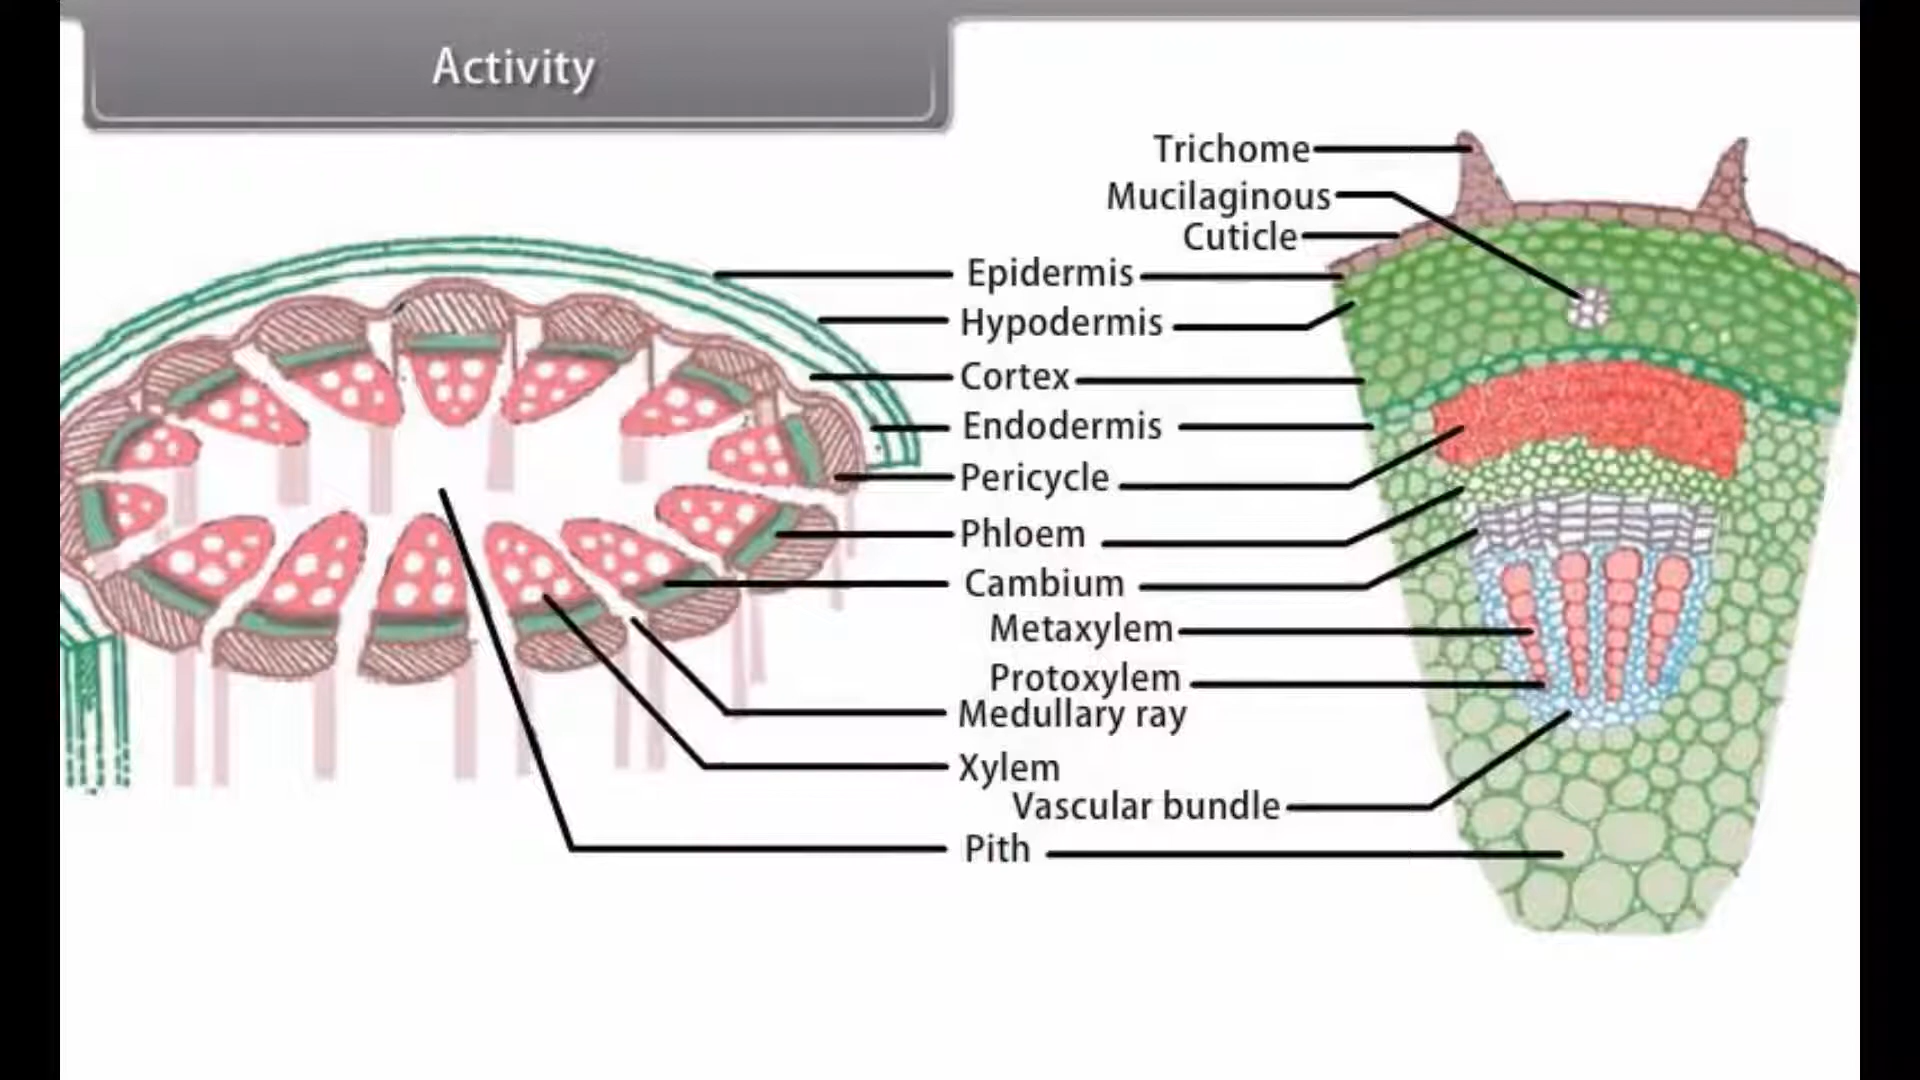 Activity
Trichome
Mucilaginous
Cuticle
Epidermis
Hypodermis
Cortex
Endodermis
Pericycle
Phloem
Cambium
Metaxylem
Protoxylem
Medullary ray
Xylem
Vascular bundle
Pith